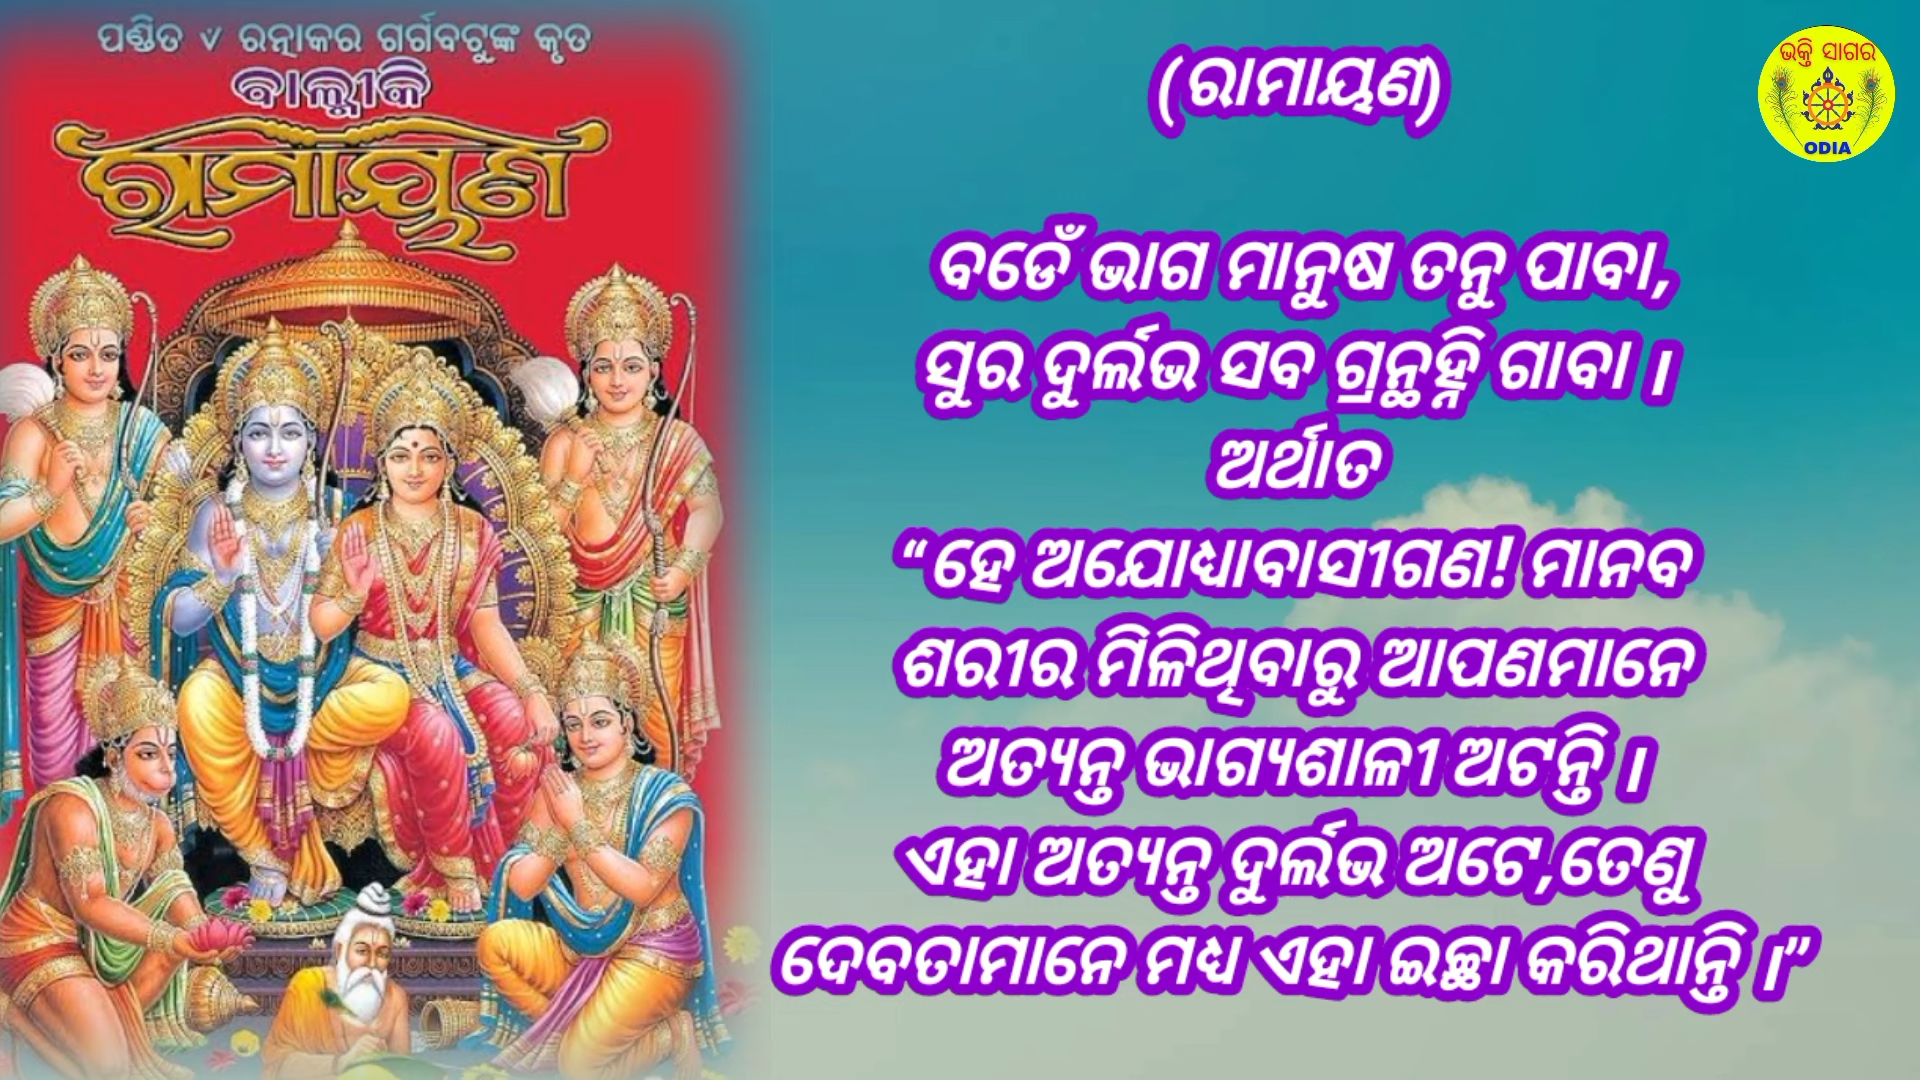 ପଣ୍ଡିତ ୰ ରତ୍ନାକର ଗର୍ଗବଟୁଙ୍କ କୃତ
ବାଲ୍ମୀକି
ରାମାୟଣ
(ରାମାୟଣ)
ବଡେଁ ଭାଗ ମାନୁଷ ତନୁ ପାବା,
ସୁର ଦୁର୍ଲଭ ସବ ଗ୍ରନ୍ଥହ୍ନି ଗାବା ।
ଅର୍ଥାତ
“ ହେ ଅଯୋଧ୍ୟାବାସୀଗଣ! ମାନବ
ଶରୀର ମିଳିଥିବାରୁ ଆପଣମାନେ
ଅତ୍ୟନ୍ତ ଭାଗ୍ୟଶାଳୀ ଅଟନ୍ତି ।
ଏହା ଅତ୍ୟନ୍ତ ଦୁର୍ଲଭ ଅଟେ,ତେଣୁ
ଦେବତାମାନେ ମଧ୍ୟ ଏହା ଇଚ୍ଛା କରିଥାନ୍ତି ।”
ଭକ୍ତି ସାଗର
ODIA